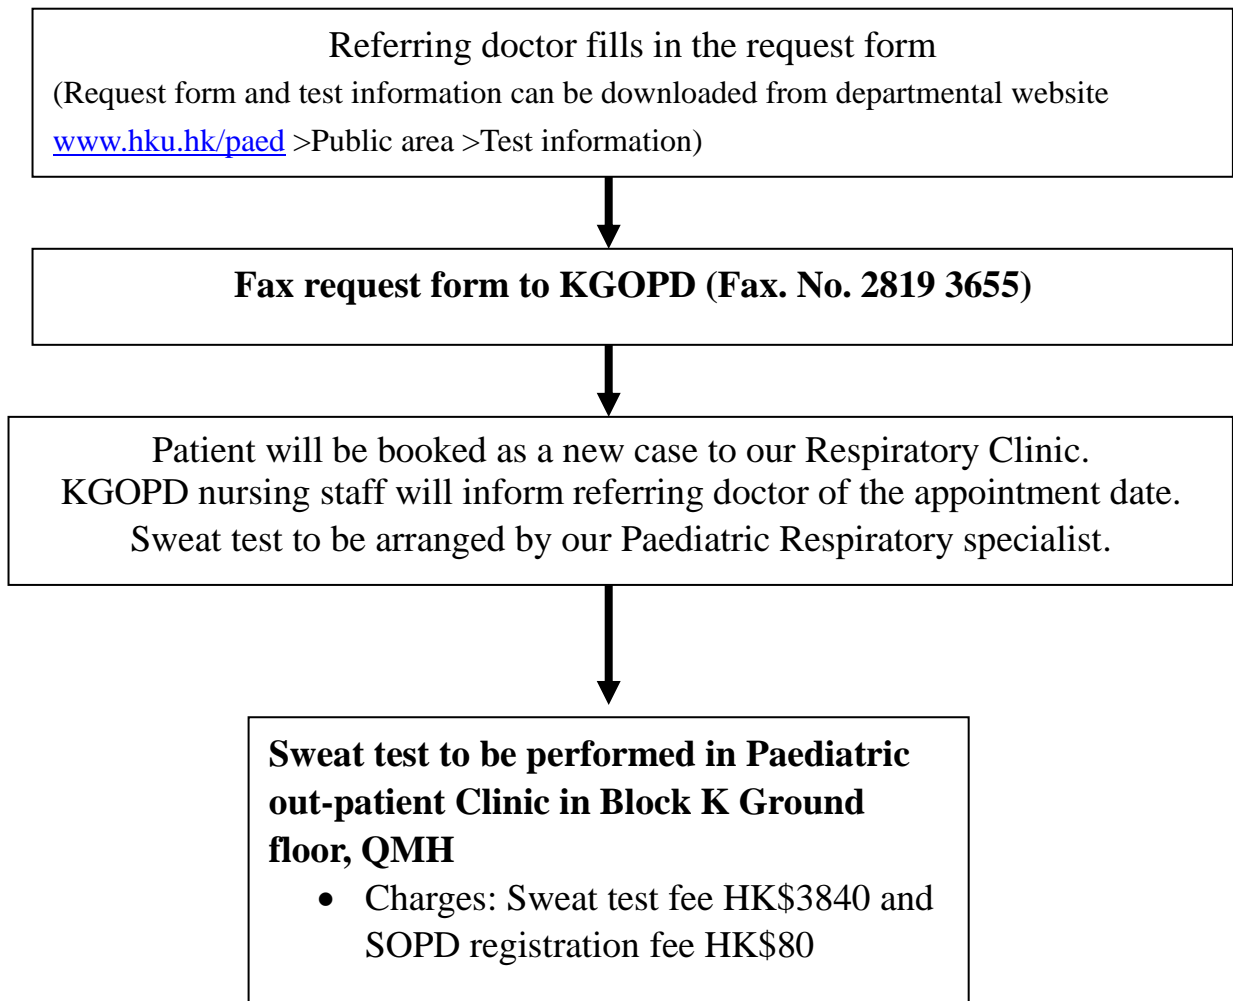 Referring doctor fills in the request form
(Request form and test information can be downloaded from departmental website
www.hku.hk/paed >Public area >Test information)
Fax request form to KGOPD (Fax. No. 2819 3655)
Patient will be booked as a new case to our Respiratory Clinic.
KGOPD nursing staff will inform referring doctor of the appointment date.
Sweat test to be arranged by our Paediatric Respiratory specialist.
Sweat test to be performed in Paediatric
out-patient Clinic in Block K Ground
floor, QMH
• Charges: Sweat test fee HK$3840 and
SOPD registration fee HK$80